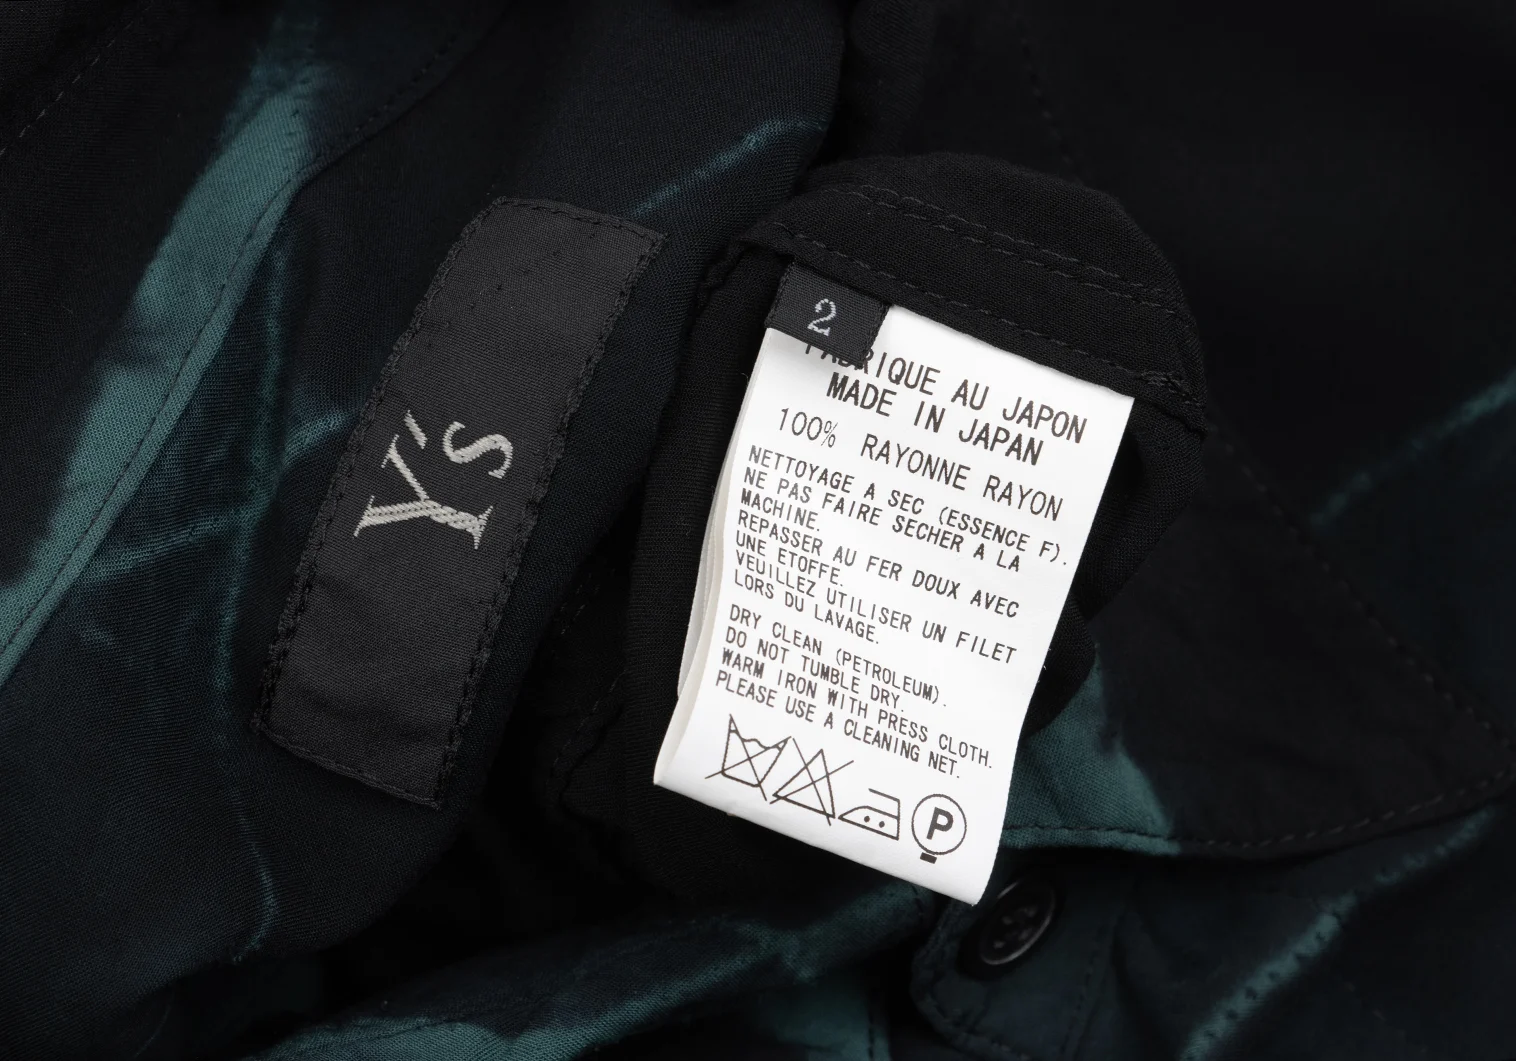 Y's
2
FABRIQUE AU JAPON
MADE IN JAPAN
100% RAYONNE RAYON
NETTOYAGE A SEC (ESSENCE F).
NE PAS FAIRE SECHER A LA
MACHINE.
REPASSER AU FER DOUX AVEC
UNE ETOFFE.
VEUILLEZ UTILISER UN FILET
LORS DU LAVAGE.
DRY CLEAN (PETROLEUM).
DO NOT TUMBLE DRY.
WARM IRON WITH PRESS CLOTH.
PLEASE USE A CLEANING NET.
P